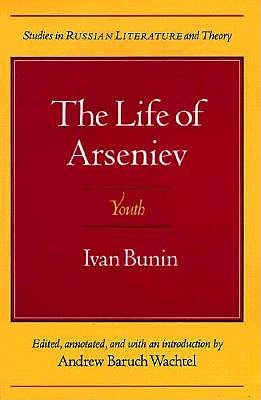 Studies in RUSSIAN LITERATURE and Theory
The Life of
Arseniev
Youth
Ivan Bunin
Edited, annotated, and with an introduction by
Andrew Baruch Wachtel